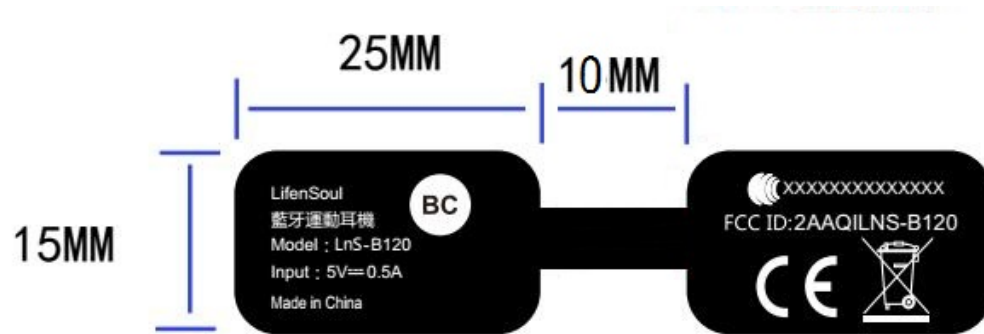 25MM
10MM
15MM
LifenSoul
藍牙運動耳機
Model：LnS-B120
Input：5V⎓0.5A
Made in China
BC
XXXXXXXXXXXXXX
FCC ID:2AAQILNS-B120
CE